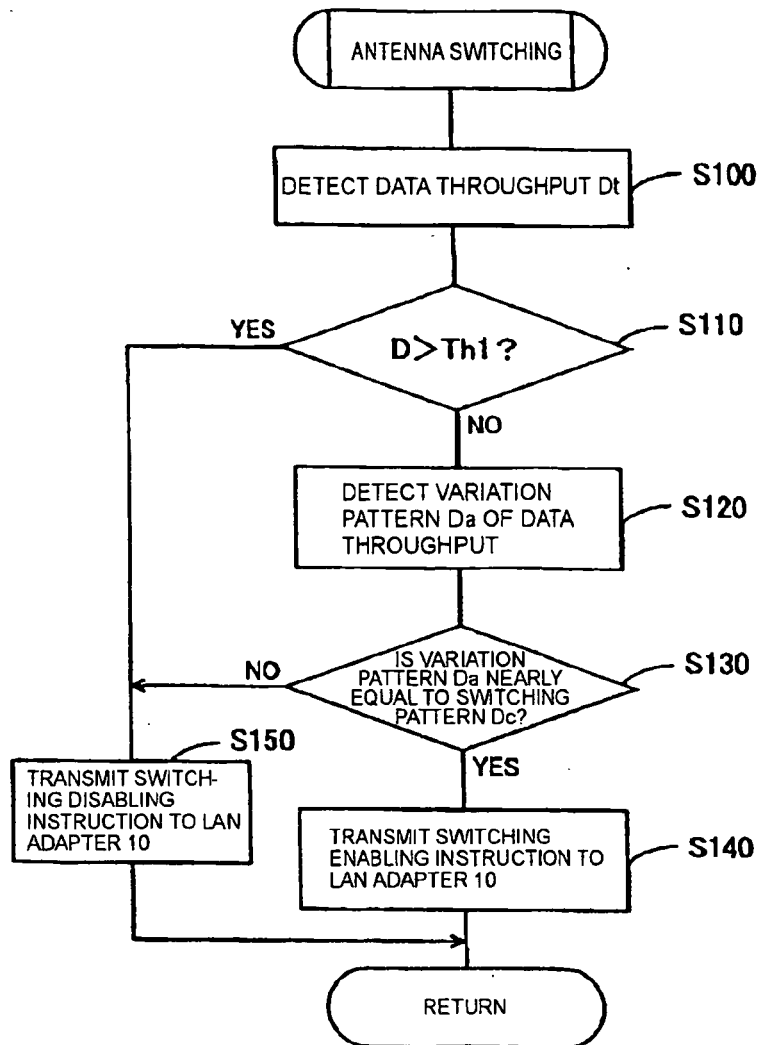 ANTENNA SWITCHING
DETECT DATA THROUGHPUT Dt
S100
YES
D>Th1?
S110
NO
DETECT VARIATION
PATTERN Da OF DATA
THROUGHPUT
S120
NO
IS VARIATION
PATTERN Da NEARLY
EQUAL TO SWITCHING
PATTERN Dc?
S130
YES
S150
TRANSMIT SWITCH-
ING DISABLING
INSTRUCTION TO LAN
ADAPTER 10
TRANSMIT SWITCHING
ENABLING INSTRUCTION TO
LAN ADAPTER 10
S140
RETURN